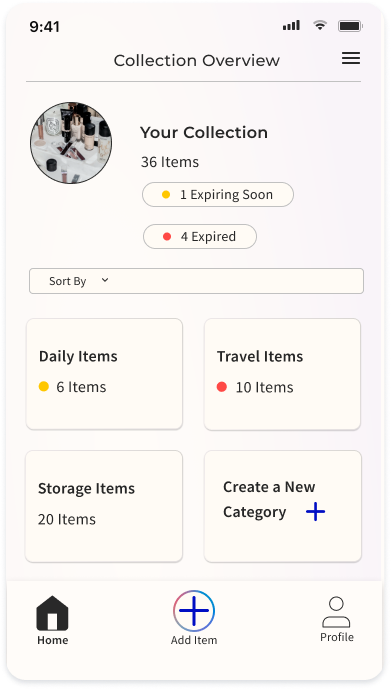 9:41
Collection Overview
Your Collection
36 Items
1 Expiring Soon
4 Expired
Sort By
Daily Items
6 Items
Travel Items
10 Items
Storage Items
20 Items
Create a New
Category
Home
Add Item
Profile